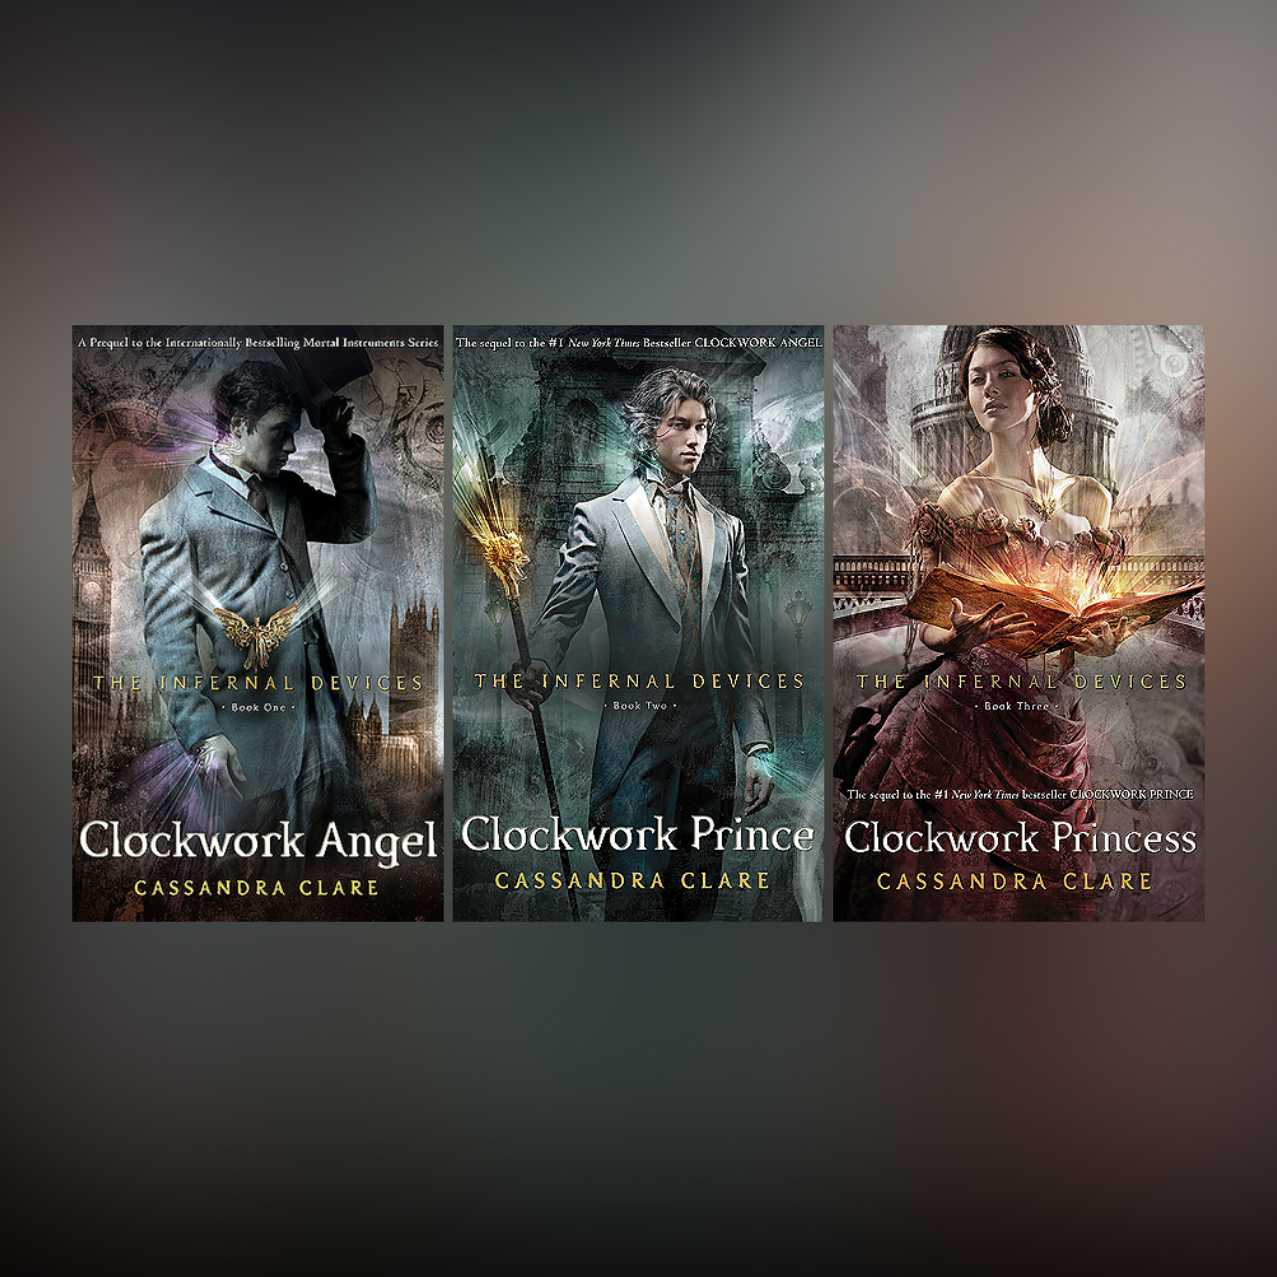 A Prequel to the Internationally Bestselling Mortal Instruments Series
THE INFERNAL DEVICES
· Book One ·
Clockwork Angel
CASSANDRA CLARE
The sequel to the #1 New York Times Bestseller CLOCKWORK ANGEL
THE INFERNAL DEVICES
· Book Two ·
Clockwork Prince
CASSANDRA CLARE
THE INFERNAL DEVICES
· Book Three ·
The sequel to the #1 New York Times bestseller CLOCKWORK PRINCE
Clockwork Princess
CASSANDRA CLARE